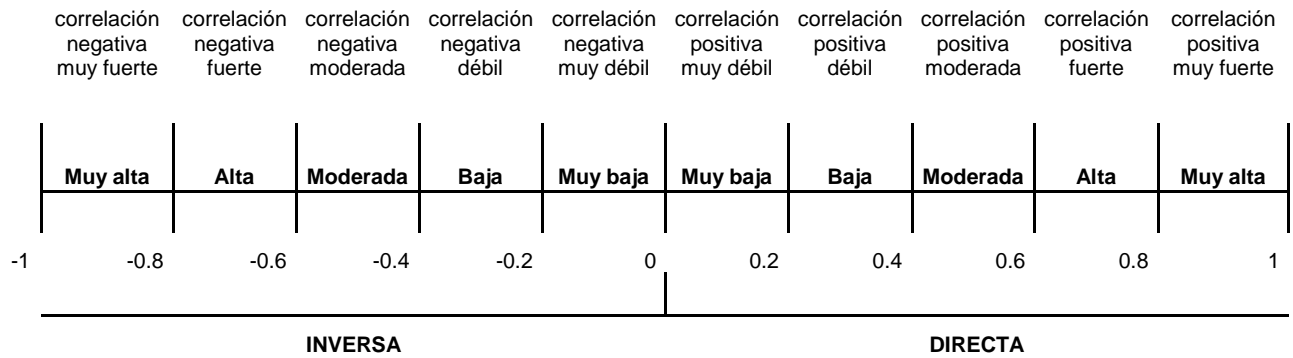 correlación correlación correlación correlación correlación correlación correlación correlación correlación correlación
negativa negativa negativa negativa negativa positiva positiva positiva positiva positiva
muy fuerte fuerte moderada débil muy débil muy débil débil moderada fuerte muy fuerte
Muy alta Alta Moderada Baja Muy baja Muy baja Baja Moderada Alta Muy alta
-1 -0.8 -0.6 -0.4 -0.2 0 0.2 0.4 0.6 0.8 1
INVERSA DIRECTA